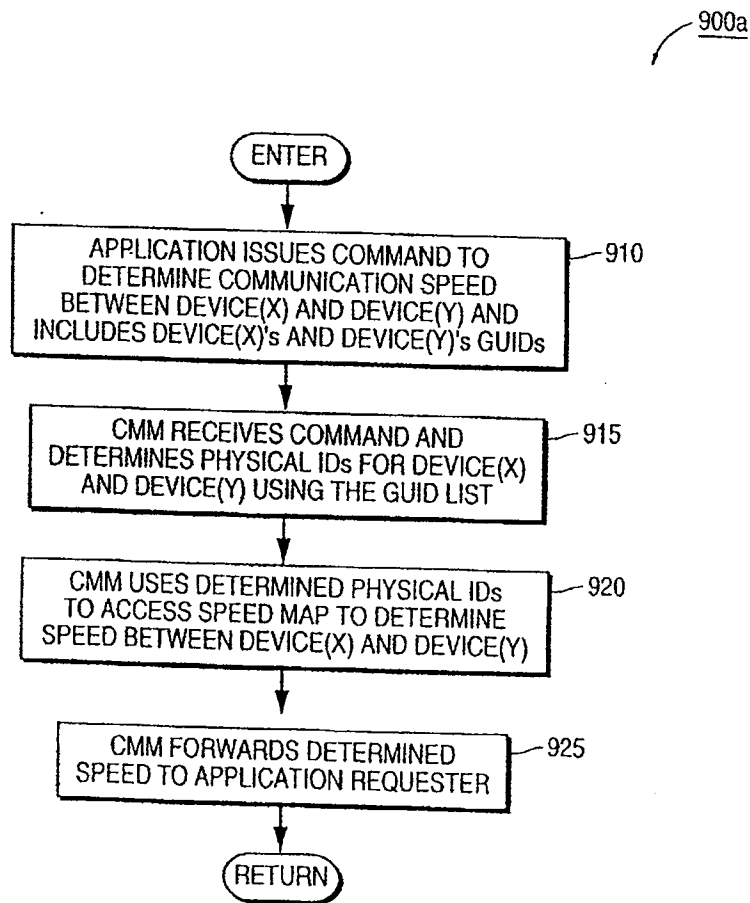 900a
ENTER
APPLICATION ISSUES COMMAND TO
DETERMINE COMMUNICATION SPEED
BETWEEN DEVICE(X) AND DEVICE(Y) AND
INCLUDES DEVICE(X)'s AND DEVICE(Y)'s GUIDs
910
CMM RECEIVES COMMAND AND
DETERMINES PHYSICAL IDs FOR DEVICE(X)
AND DEVICE(Y) USING THE GUID LIST
915
CMM USES DETERMINED PHYSICAL IDs
TO ACCESS SPEED MAP TO DETERMINE
SPEED BETWEEN DEVICE(X) AND DEVICE(Y)
920
CMM FORWARDS DETERMINED
SPEED TO APPLICATION REQUESTER
925
RETURN